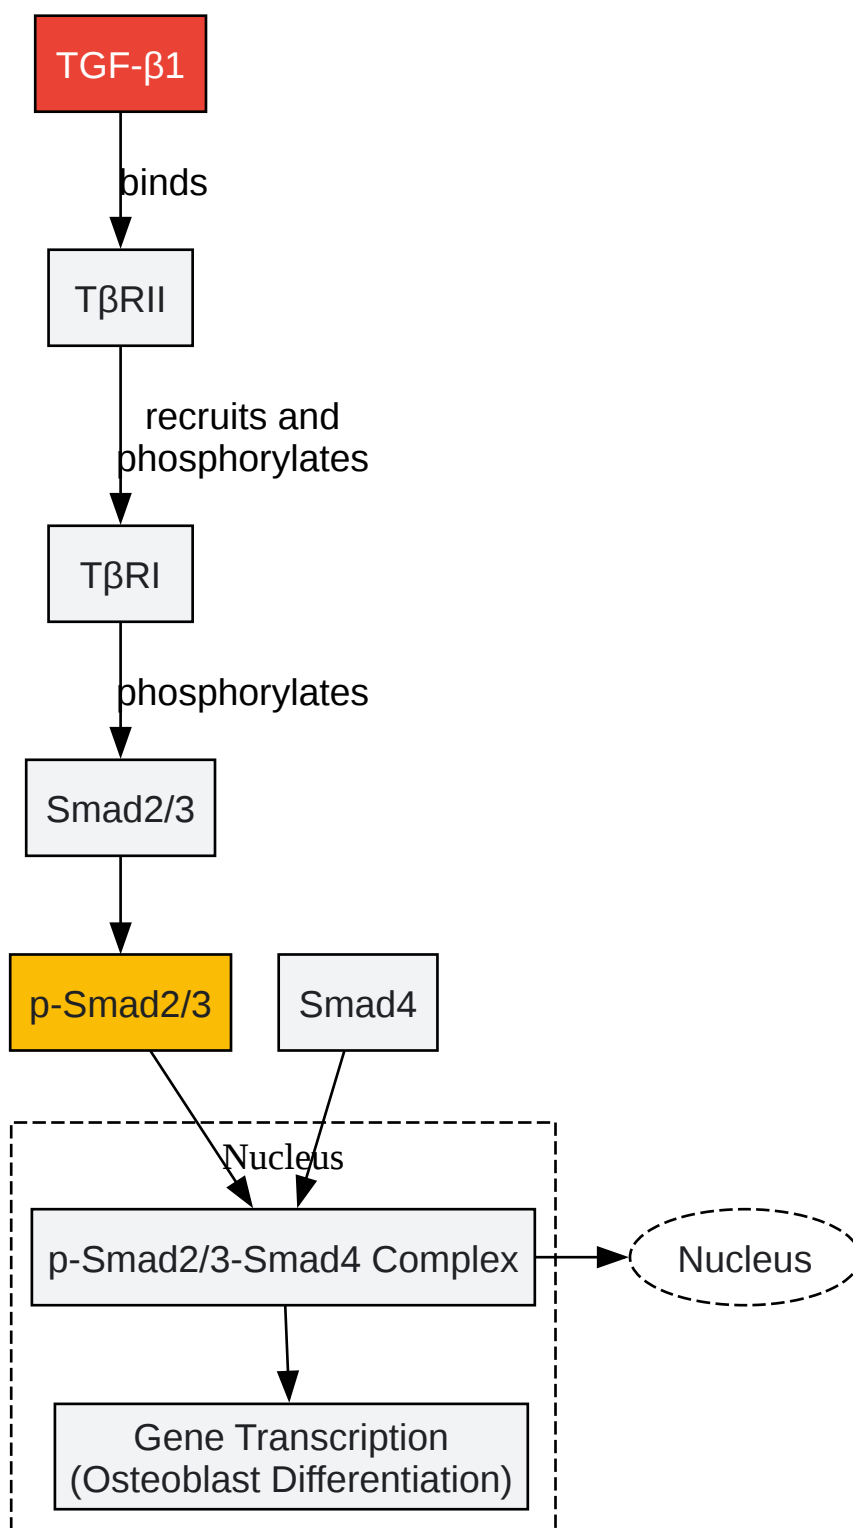 TGF-β1
binds
TβRII
recruits and
phosphorylates
TβRI
phosphorylates
Smad2/3
p-Smad2/3
Smad4
Nucleus
p-Smad2/3-Smad4 Complex
Nucleus
Gene Transcription
(Osteoblast Differentiation)